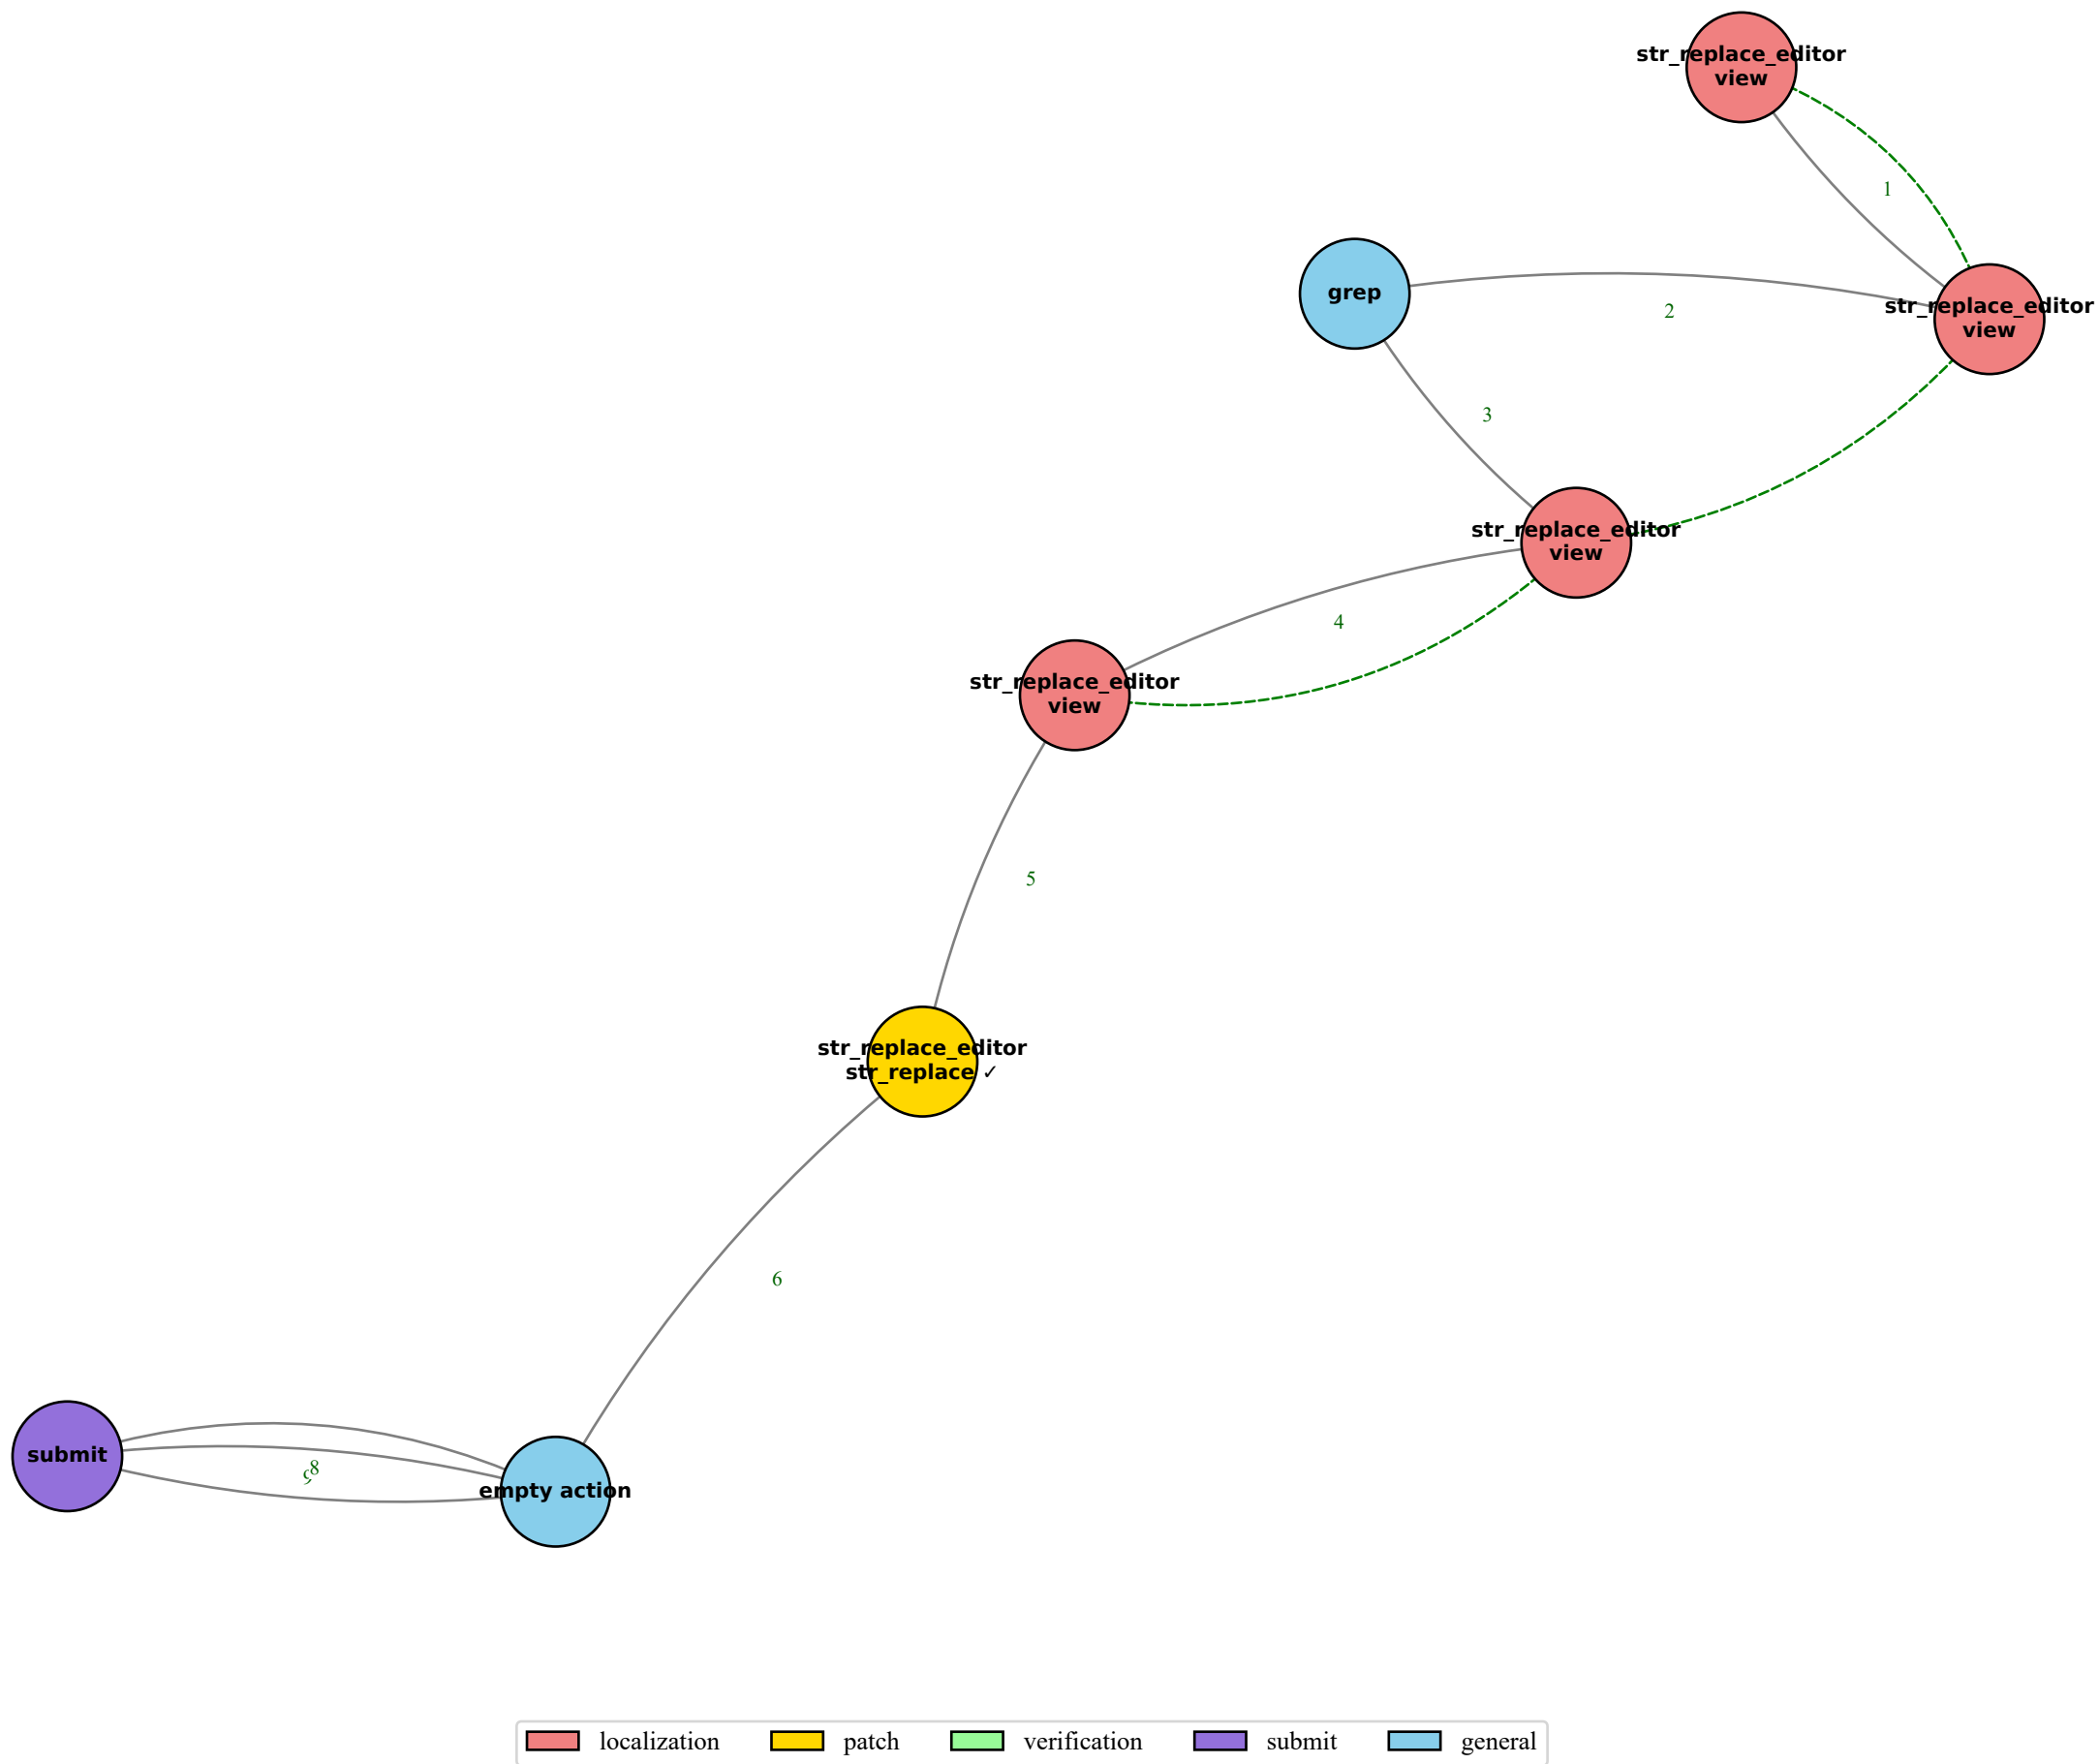 str_replace_editor
view
1
grep
2
str_replace_editor
view
3
str_replace_editor
view
4
str_replace_editor
view
5
str_replace_editor
str_replace ✓
6
submit
8
empty action
localization
patch
verification
submit
general